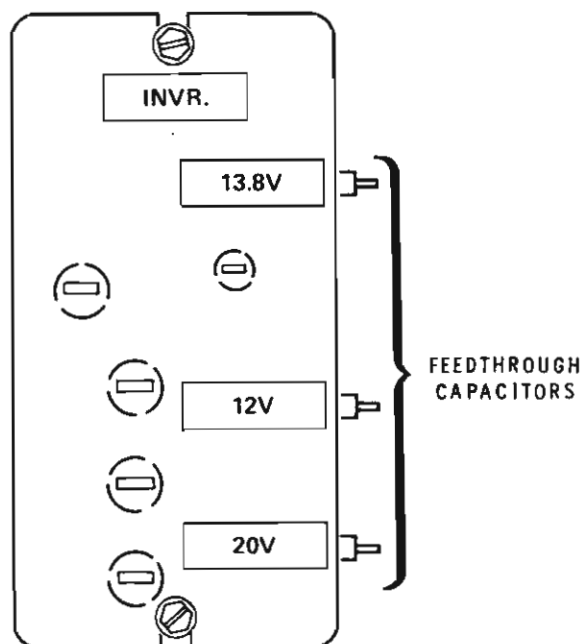 INVR.
13.8V
FEEDTHROUGH
CAPACITORS
12V
20V